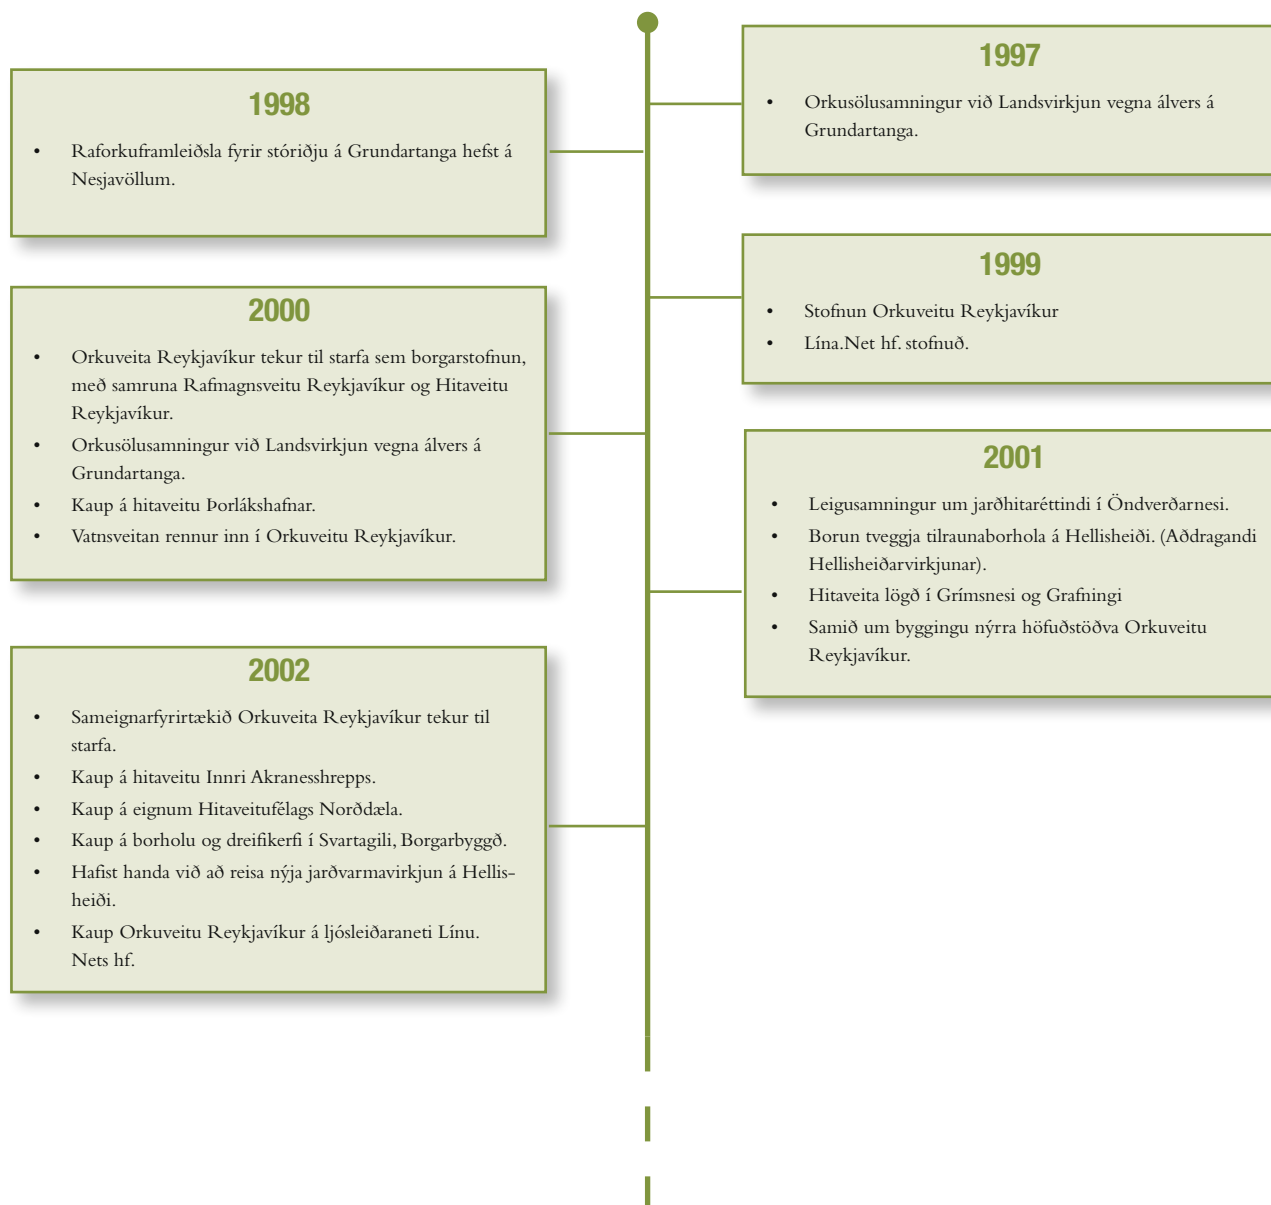 1997
• Orkusölusamningur við Landsvirkjun vegna álvers á
Grundartanga.
1998
• Raforkuframleiðsla fyrir stóriðju á Grundartanga hefst á
Nesjavöllum.
1999
• Stofnun Orkuveitu Reykjavíkur
• Lína.Net hf. stofnuð.
2000
• Orkuveita Reykjavíkur tekur til starfa sem borgarstofnun,
með samruna Rafmagnsveitu Reykjavíkur og Hitaveitu
Reykjavíkur.
• Orkusölusamningur við Landsvirkjun vegna álvers á
Grundartanga.
• Kaup á hitaveitu Þorlákshafnar.
• Vatnsveitan rennur inn í Orkuveitu Reykjavíkur.
2001
• Leigusamningur um jarðhitaréttindi í Öndverðarnesi.
• Borun tveggja tilraunaborhola á Hellisheiði. (Aðdragandi
Hellisheiðarvirkjunar).
• Hitaveita lögð í Grímsnesi og Grafningi
• Samið um byggingu nýrra höfuðstöðva Orkuveitu
Reykjavíkur.
2002
• Sameignarfyrirtækið Orkuveita Reykjavíkur tekur til
starfa.
• Kaup á hitaveitu Innri Akranesshrepps.
• Kaup á eignum Hitaveitufélags Norðdæla.
• Kaup á borholu og dreifikerfi í Svartagili, Borgarbyggð.
• Hafist handa við að reisa nýja jarðvarmavirkjun á Hellis-
heiði.
• Kaup Orkuveitu Reykjavíkur á ljósleiðaraneti Línu.
Nets hf.